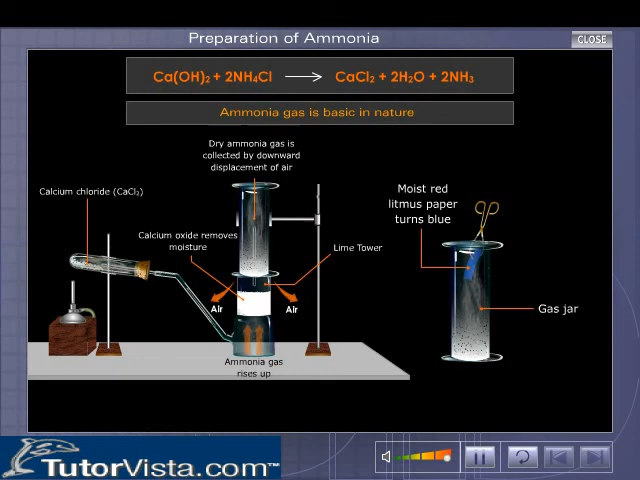 Preparation of Ammonia
CLOSE
Ca(OH)₂ + 2NH₄Cl ⟶ CaCl₂ + 2H₂O + 2NH₃
Ammonia gas is basic in nature
Dry ammonia gas is
collected by downward
displacement of air
Calcium chloride (CaCl₂)
Calcium oxide removes
moisture
Lime Tower
Air
Air
Ammonia gas
rises up
Moist red
litmus paper
turns blue
Gas jar
TutorVista.com™